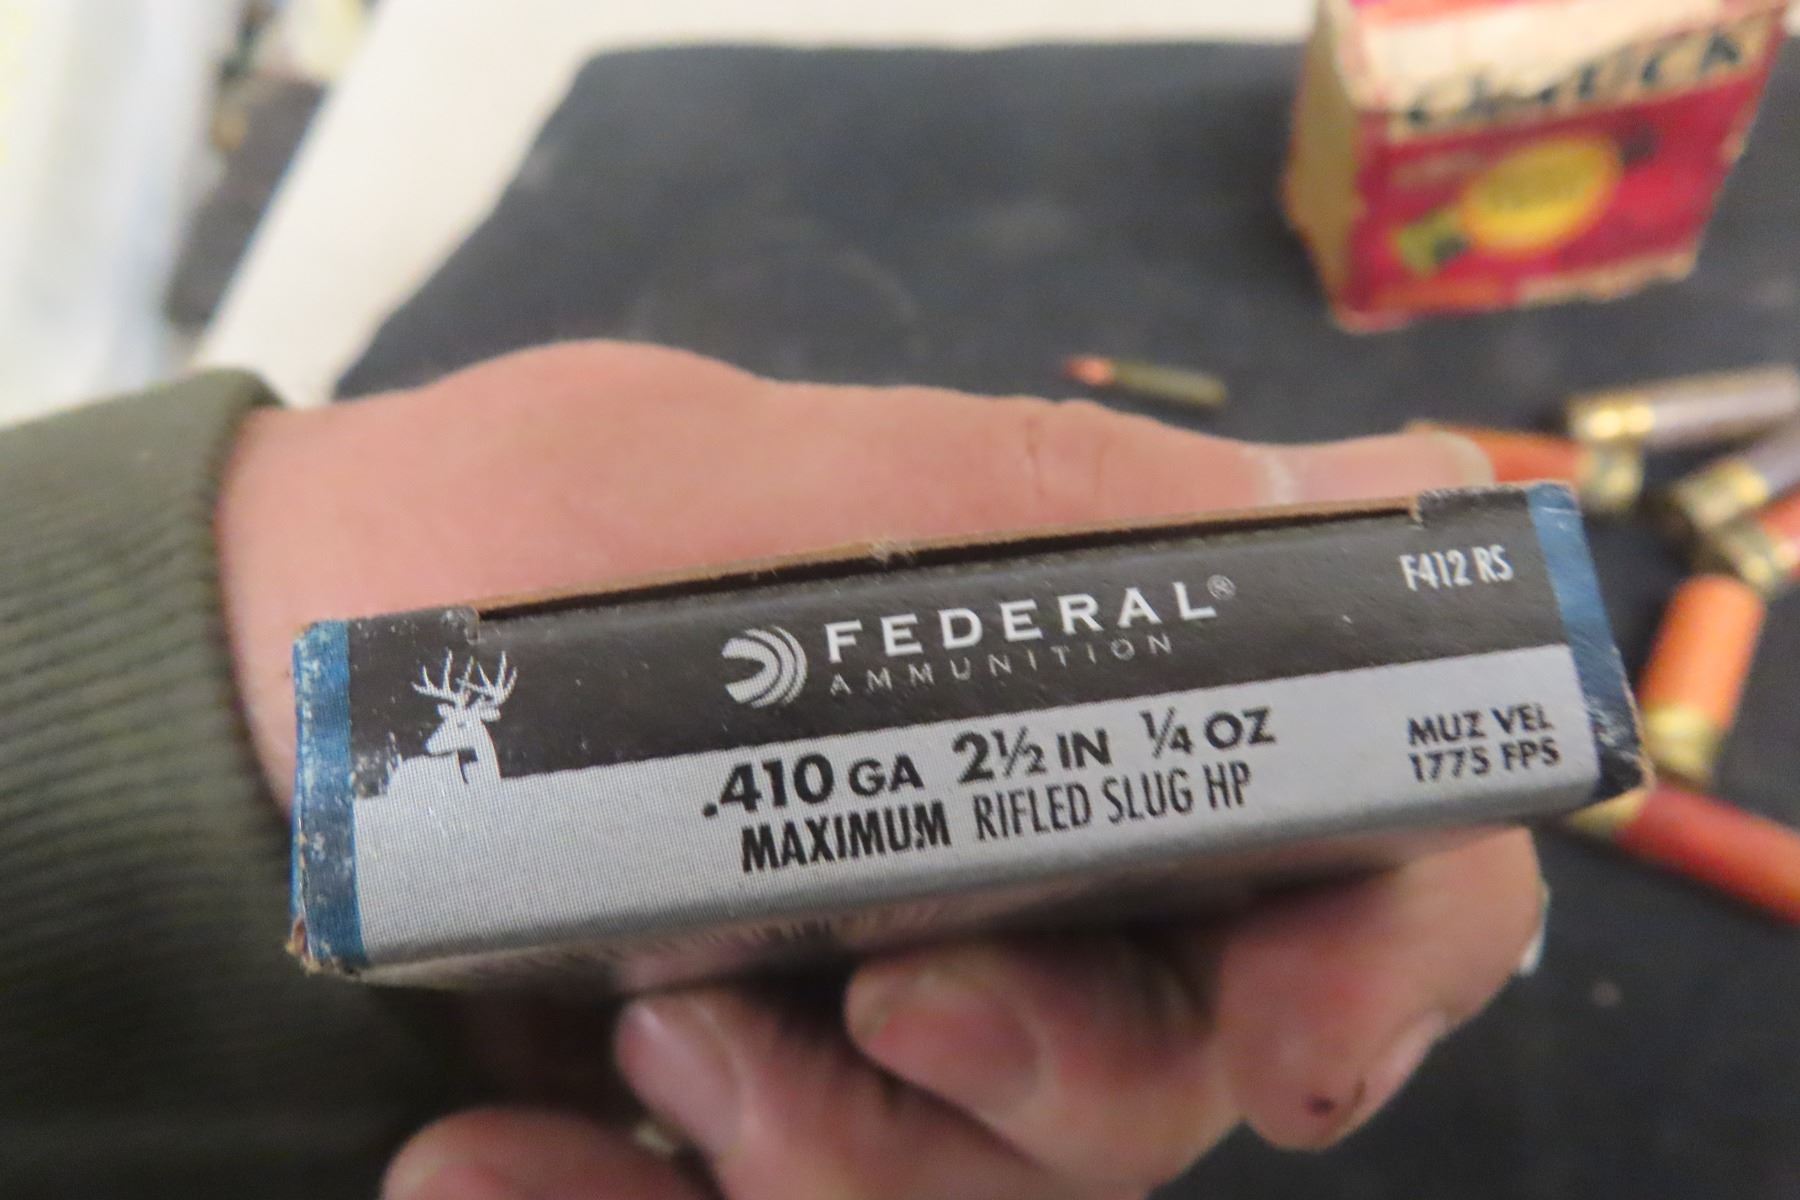 FEDERAL®
AMMUNITION
F412 RS
.410 GA 2½ IN ¼ OZ
MAXIMUM RIFLED SLUG HP
MUZ VEL
1775 FPS